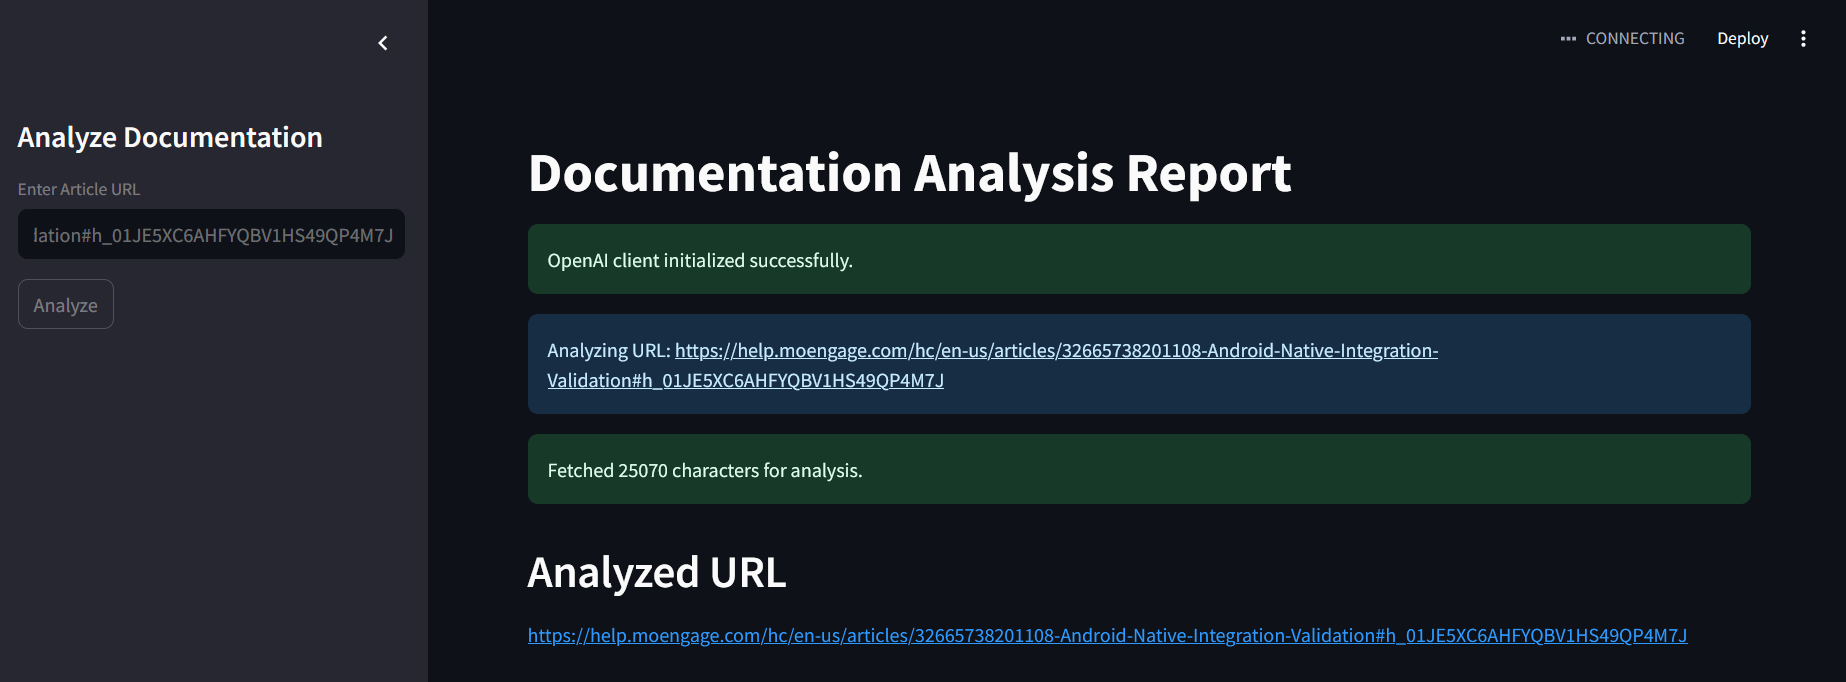 CONNECTING
Deploy
Analyze Documentation
Enter Article URL
lation#h_01JE5XC6AHFYQBV1HS49QP4M7J
Analyze
Documentation Analysis Report
OpenAI client initialized successfully.
Analyzing URL: https://help.moengage.com/hc/en-us/articles/32665738201108-Android-Native-Integration-
Validation#h_01JE5XC6AHFYQBV1HS49QP4M7J
Fetched 25070 characters for analysis.
Analyzed URL
https://help.moengage.com/hc/en-us/articles/32665738201108-Android-Native-Integration-Validation#h_01JE5XC6AHFYQBV1HS49QP4M7J